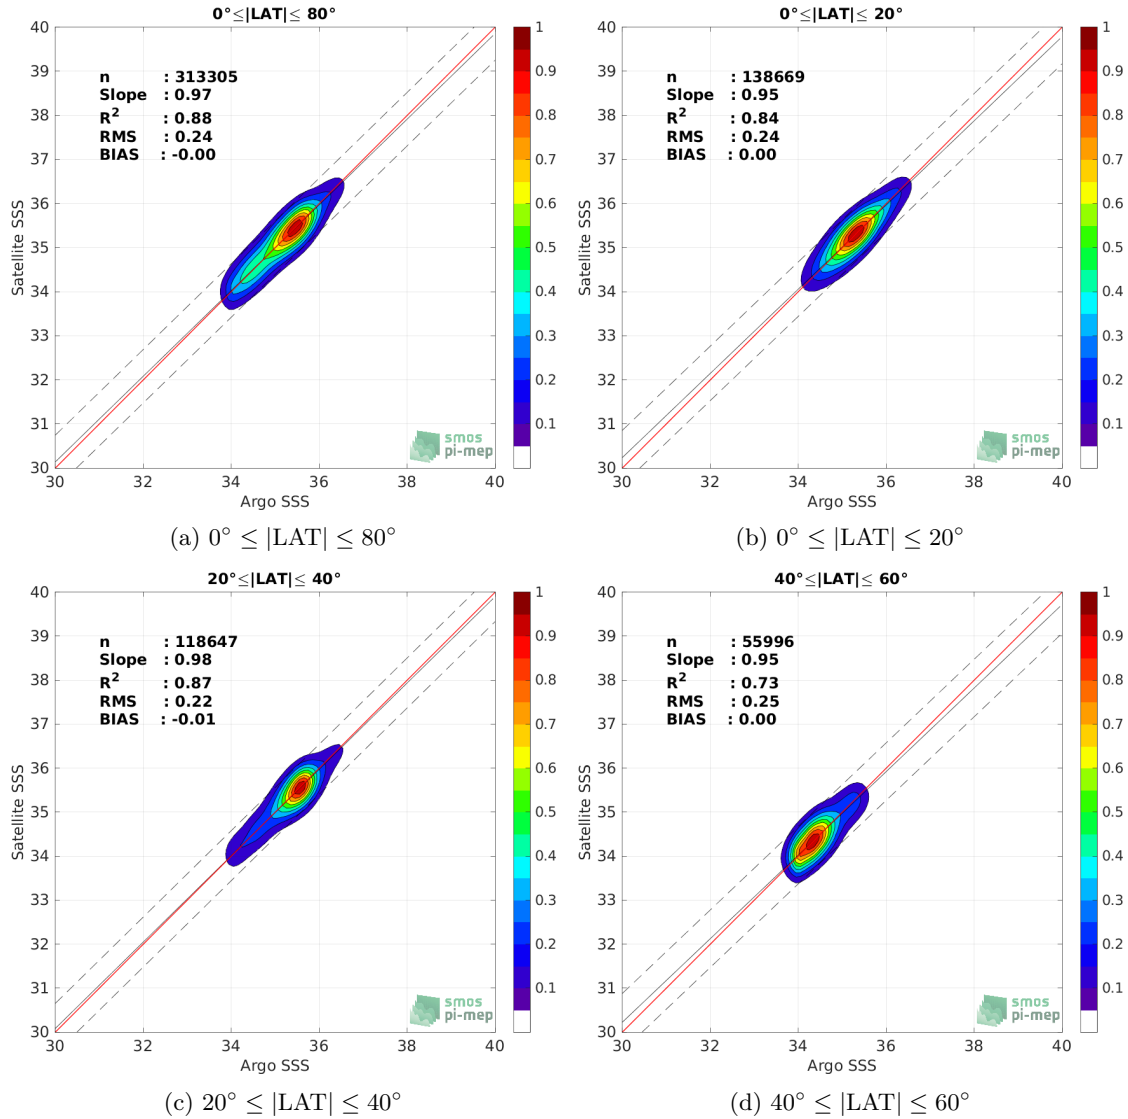 0°≤|LAT|≤ 80°
n : 313305
Slope : 0.97
R² : 0.88
RMS : 0.24
BIAS : -0.00
Satellite SSS
40
39
38
37
36
35
34
33
32
31
30
30 32 34 36 38 40
Argo SSS
1
0.9
0.8
0.7
0.6
0.5
0.4
0.3
0.2
0.1
smos
pi-mep
(a) 0° ≤ |LAT| ≤ 80°
0°≤|LAT|≤ 20°
n : 138669
Slope : 0.95
R² : 0.84
RMS : 0.24
BIAS : 0.00
Satellite SSS
40
39
38
37
36
35
34
33
32
31
30
30 32 34 36 38 40
Argo SSS
1
0.9
0.8
0.7
0.6
0.5
0.4
0.3
0.2
0.1
smos
pi-mep
(b) 0° ≤ |LAT| ≤ 20°
20°≤|LAT|≤ 40°
n : 118647
Slope : 0.98
R² : 0.87
RMS : 0.22
BIAS : -0.01
Satellite SSS
40
39
38
37
36
35
34
33
32
31
30
30 32 34 36 38 40
Argo SSS
1
0.9
0.8
0.7
0.6
0.5
0.4
0.3
0.2
0.1
smos
pi-mep
(c) 20° ≤ |LAT| ≤ 40°
40°≤|LAT|≤ 60°
n : 55996
Slope : 0.95
R² : 0.73
RMS : 0.25
BIAS : 0.00
Satellite SSS
40
39
38
37
36
35
34
33
32
31
30
30 32 34 36 38 40
Argo SSS
1
0.9
0.8
0.7
0.6
0.5
0.4
0.3
0.2
0.1
smos
pi-mep
(d) 40° ≤ |LAT| ≤ 60°